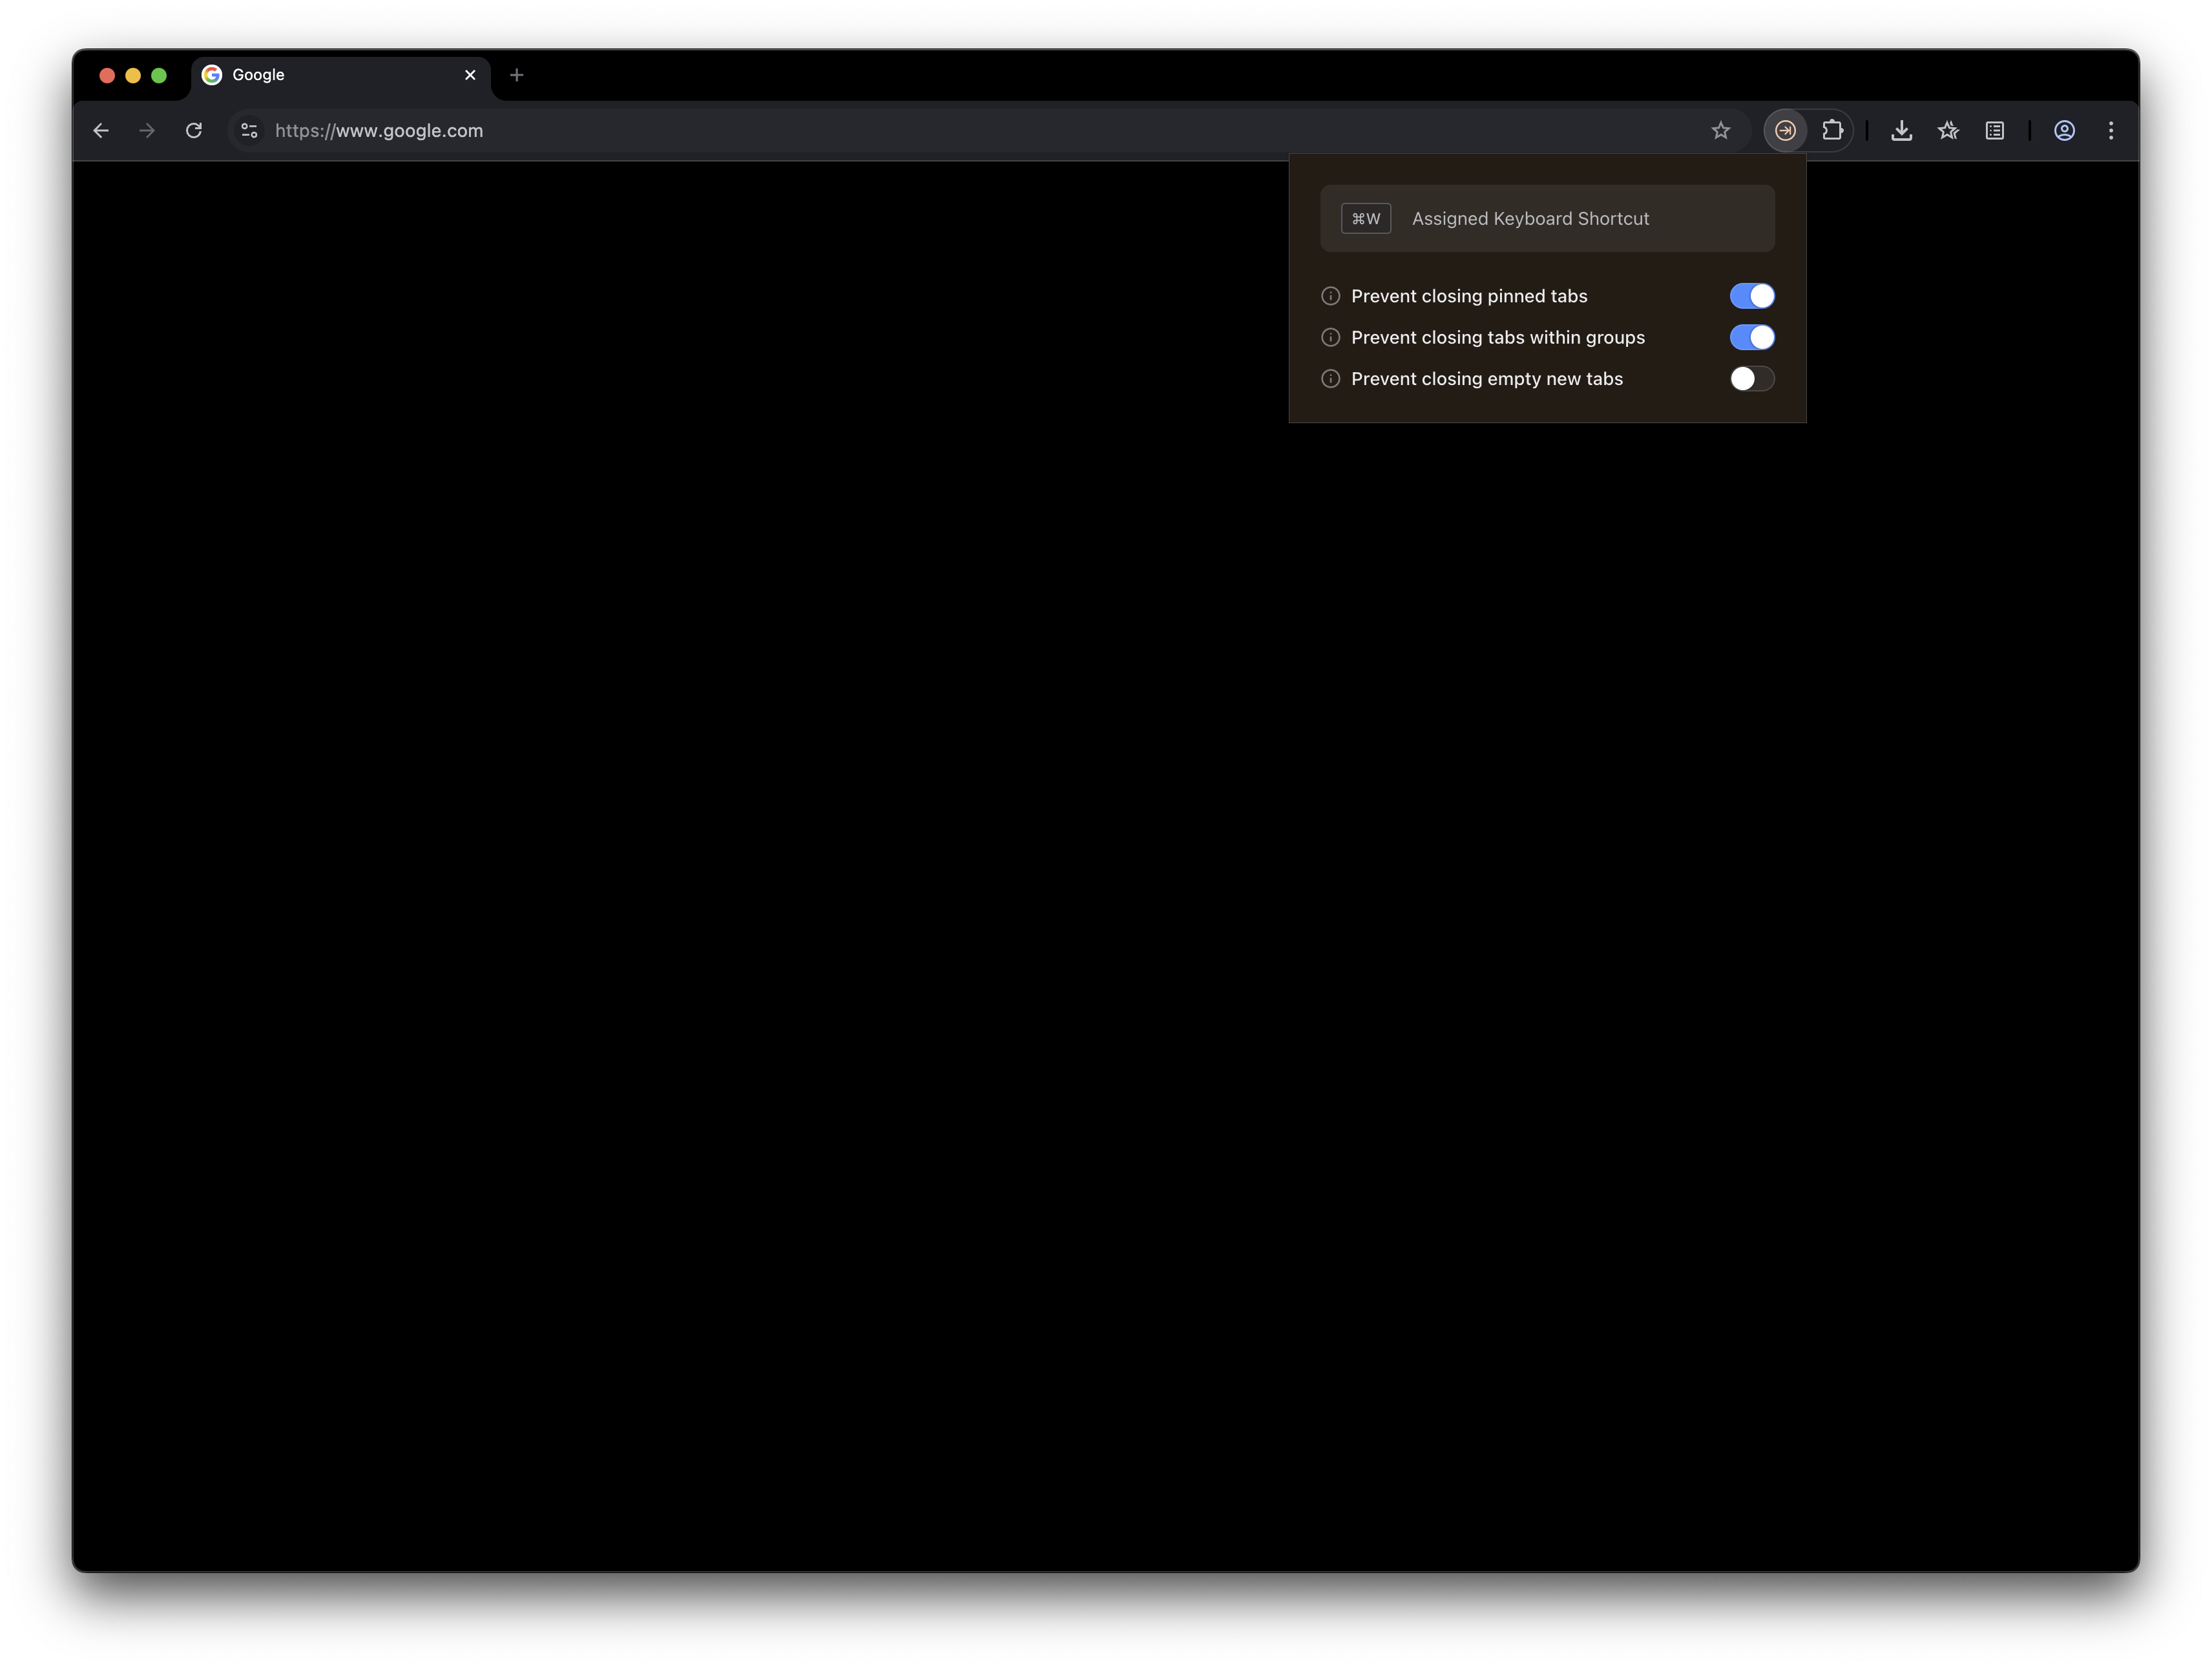 Google
https://www.google.com
⌘W Assigned Keyboard Shortcut
Prevent closing pinned tabs
Prevent closing tabs within groups
Prevent closing empty new tabs